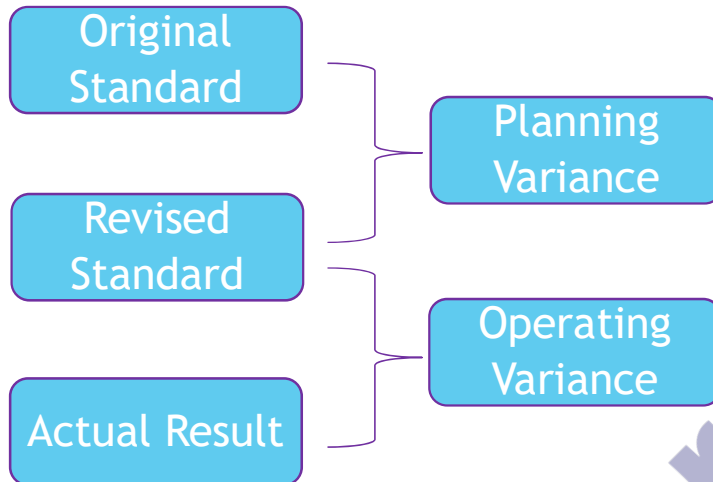 Original
Standard
Planning
Variance
Revised
Standard
Operating
Variance
Actual Result